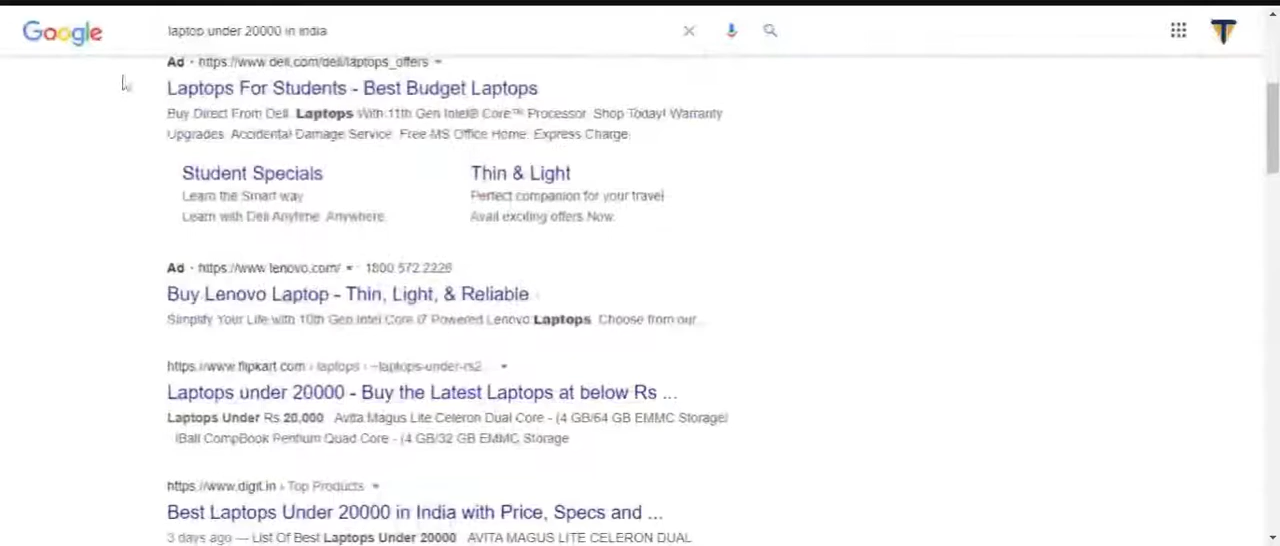 Google
laptop under 20000 in india
Ad · https://www.dell.com/dell/laptops_offers
Laptops For Students - Best Budget Laptops
Buy Direct From Dell. Laptops With 11th Gen Intel® Core™ Processor. Shop Today! Warranty
Upgrades. Accidental Damage Service. Free MS Office Home. Express Charge.
Student Specials
Learn the Smart way
Learn with Dell Anytime, Anywhere.
Thin & Light
Perfect companion for your travel
Avail exciting offers Now.
Ad · https://www.lenovo.com/ 1800 572 2226
Buy Lenovo Laptop - Thin, Light, & Reliable
Simplify Your Life with 10th Gen Intel Core i7 Powered Lenovo Laptops. Choose from our...
https://www.flipkart.com › laptops › ~laptops-under-rs2...
Laptops under 20000 - Buy the Latest Laptops at below Rs ...
Laptops Under Rs 20,000 Avita Magus Lite Celeron Dual Core - (4 GB/64 GB EMMC Storage/
iBall CompBook Pentium Quad Core - (4 GB/32 GB EMMC Storage
https://www.digit.in › Top Products
Best Laptops Under 20000 in India with Price, Specs and ...
3 days ago — List Of Best Laptops Under 20000 AVITA MAGUS LITE CELERON DUAL